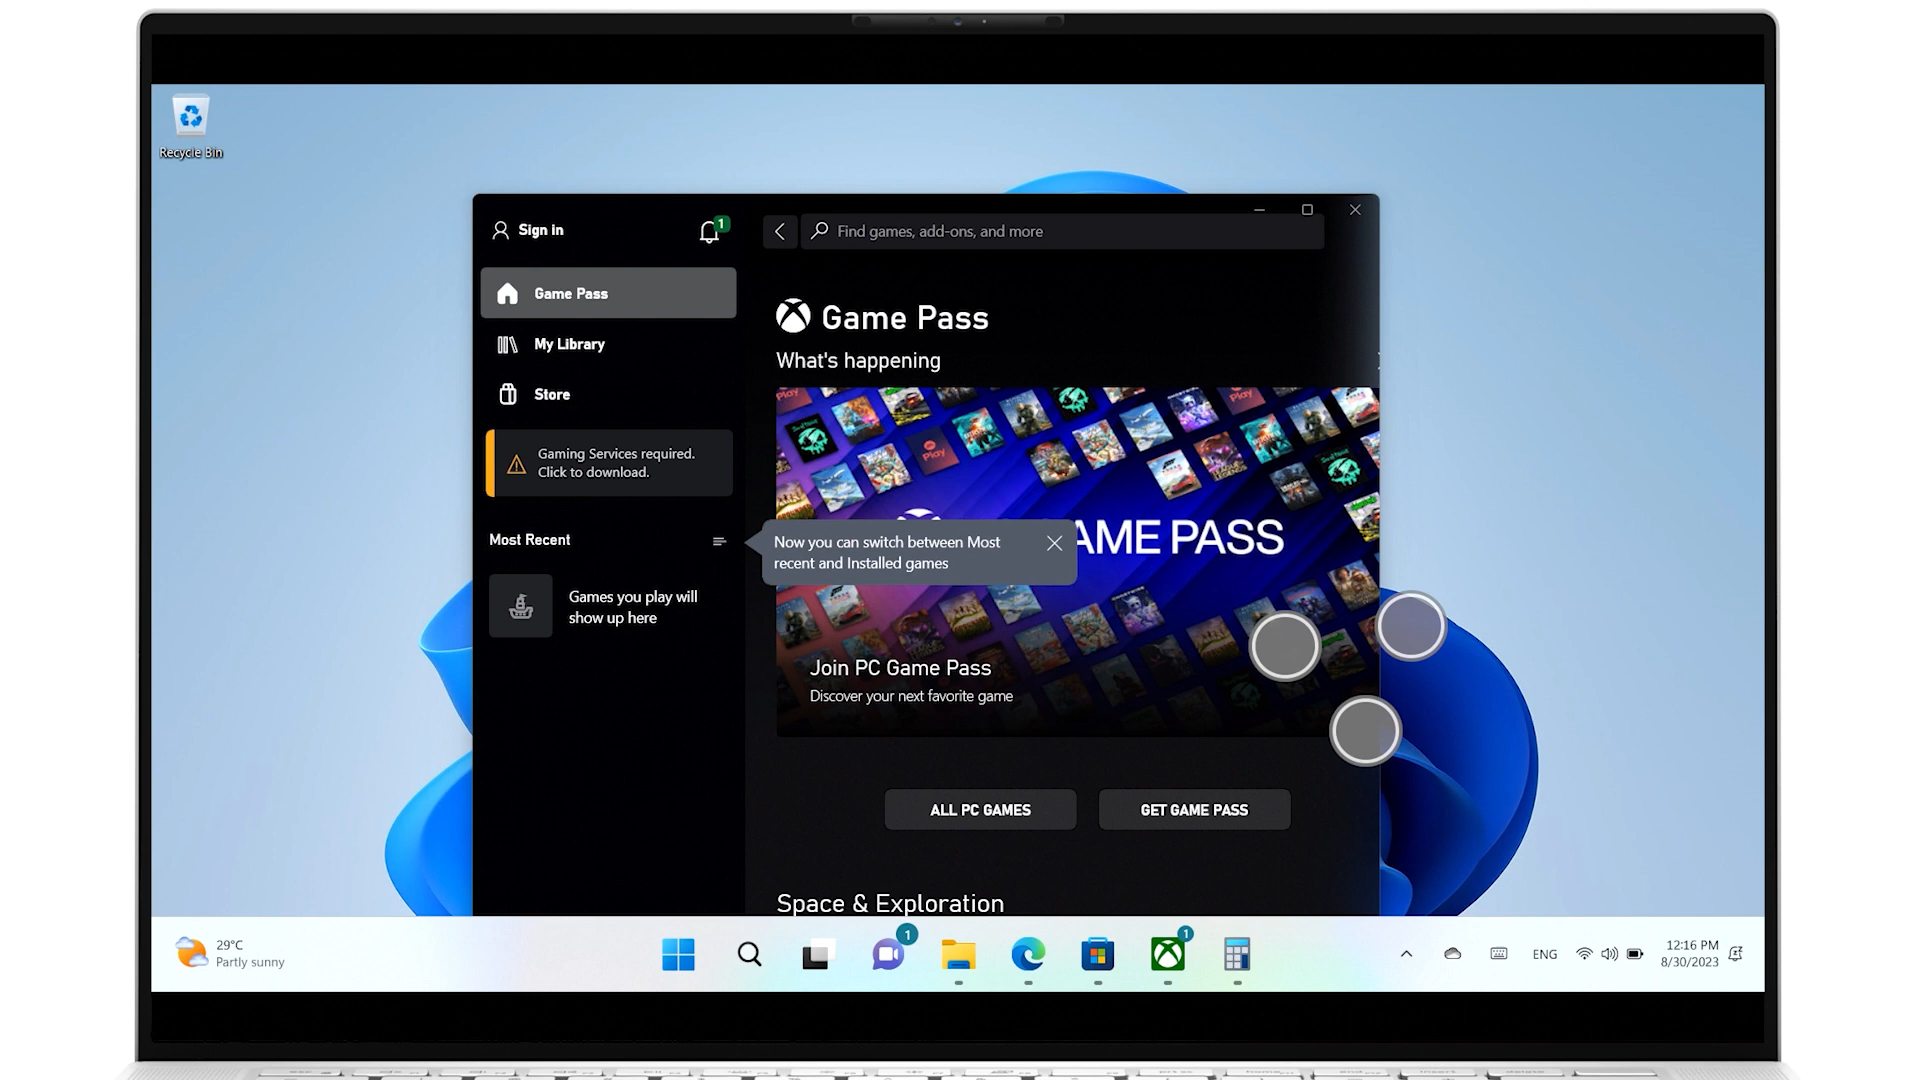 Recycle Bin
Sign in
1
Find games, add-ons, and more
Game Pass
My Library
Store
Gaming Services required.
Click to download.
Most Recent
Games you play will
show up here
Game Pass
What's happening
Now you can switch between Most
recent and Installed games
AME PASS
Join PC Game Pass
Discover your next favorite game
ALL PC GAMES
GET GAME PASS
Space & Exploration
29°C
Partly sunny
1
1
ENG
12:16 PM
8/30/2023